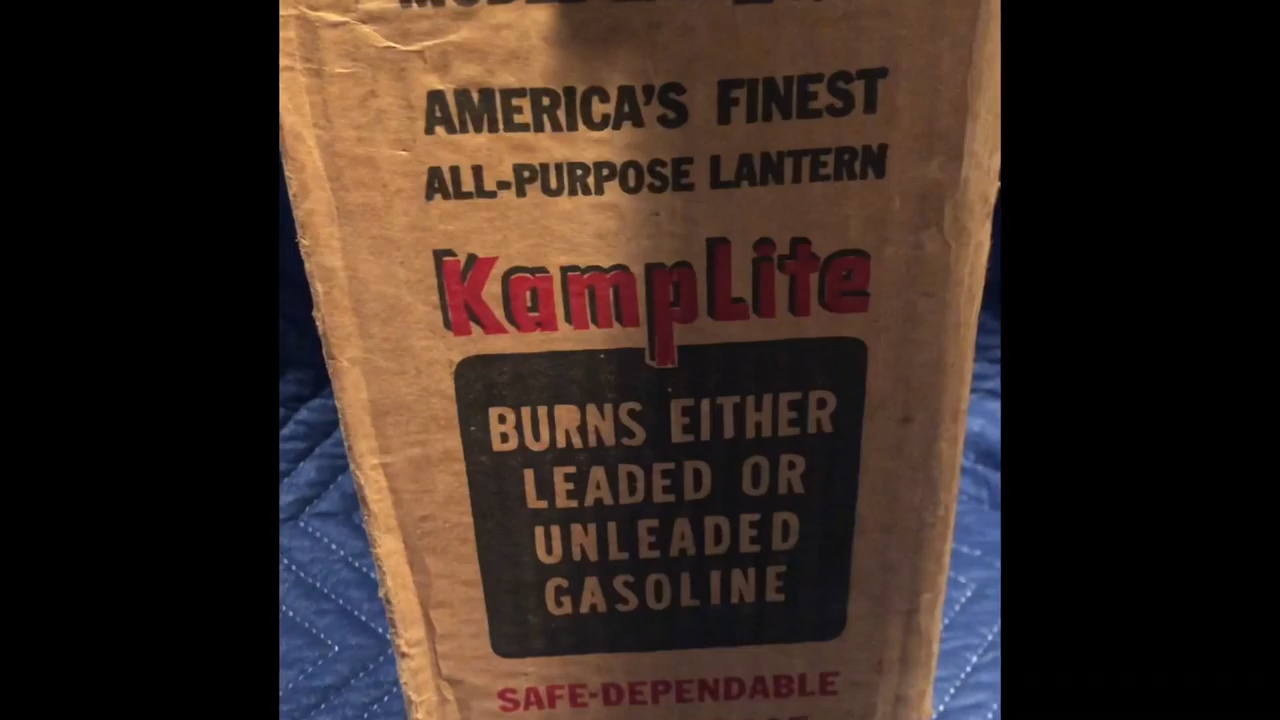 AMERICA'S FINEST
ALL-PURPOSE LANTERN
KampLite
BURNS EITHER
LEADED OR
UNLEADED
GASOLINE
SAFE-DEPENDABLE